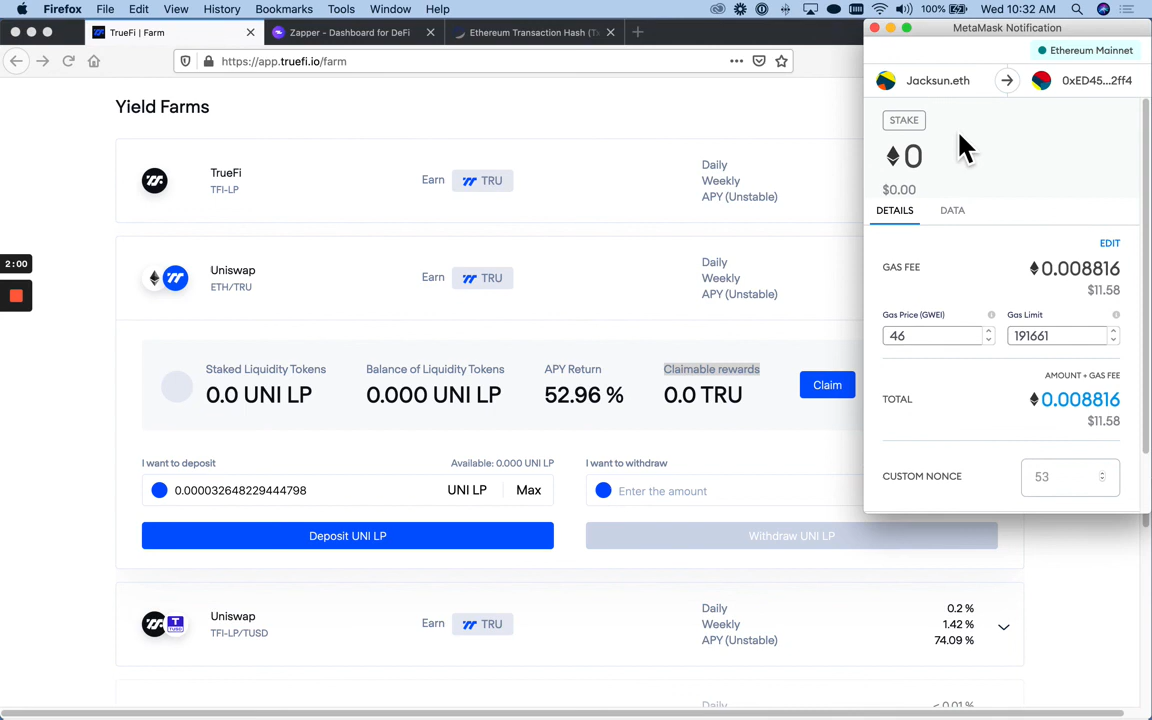 Firefox File Edit View History Bookmarks Tools Window Help 100% Wed 10:32 AM
TrueFi | Farm
Zapper - Dashboard for DeFi
Ethereum Transaction Hash (Tx
https://app.truefi.io/farm
Yield Farms
TrueFi
TFI-LP
Earn
TRU
Daily
Weekly
APY (Unstable)
Uniswap
ETH/TRU
Earn
TRU
Daily
Weekly
APY (Unstable)
2:00
Staked Liquidity Tokens
0.0 UNI LP
Balance of Liquidity Tokens
0.000 UNI LP
APY Return
52.96 %
Claimable rewards
0.0 TRU
Claim
I want to deposit
Available: 0.000 UNI LP
0.000032648229444798
UNI LP
Max
Deposit UNI LP
I want to withdraw
Enter the amount
Withdraw UNI LP
Uniswap
TFI-LP/TUSD
Earn
TRU
Daily 0.2 %
Weekly 1.42 %
APY (Unstable) 74.09 %
Daily < 0.01 %
MetaMask Notification
Ethereum Mainnet
Jacksun.eth
0xED45...2ff4
STAKE
0
$0.00
DETAILS
DATA
EDIT
GAS FEE
0.008816
$11.58
Gas Price (GWEI)
46
Gas Limit
191661
AMOUNT + GAS FEE
TOTAL
0.008816
$11.58
CUSTOM NONCE
53